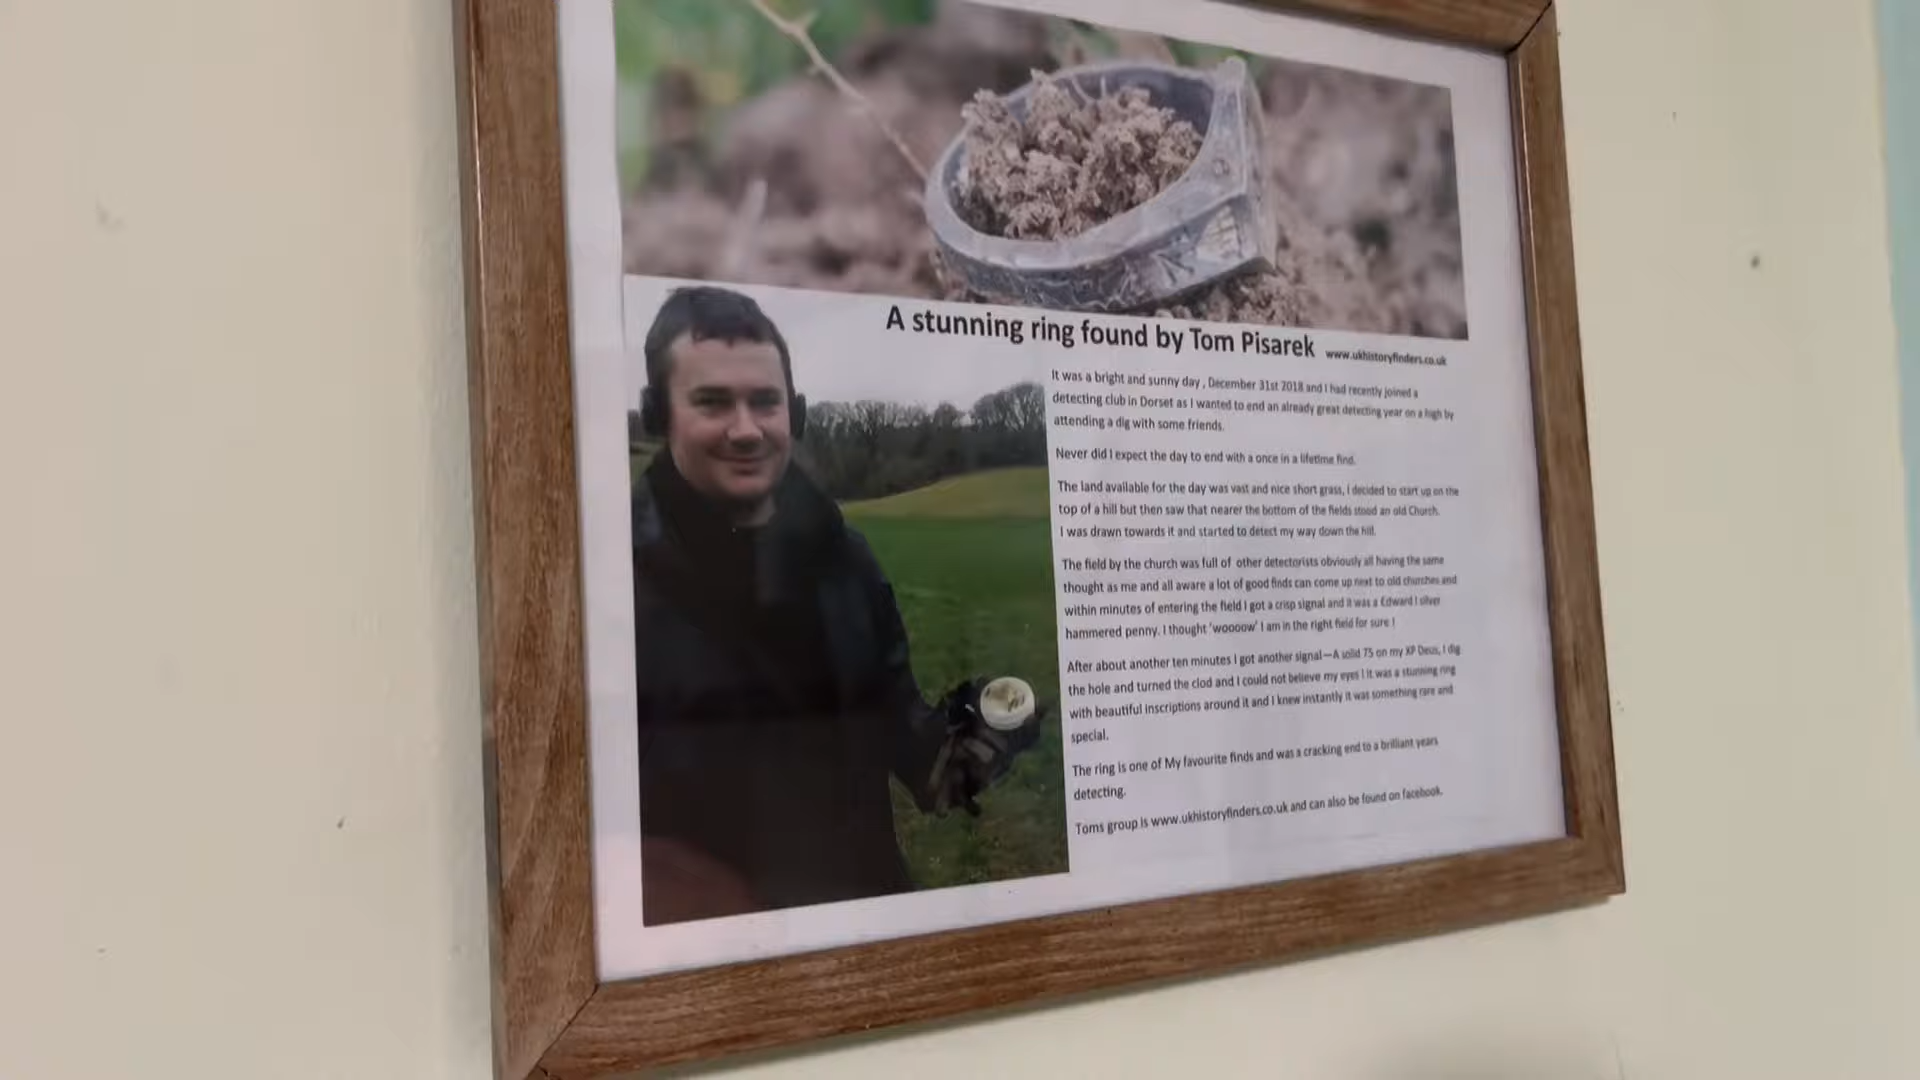 A stunning ring found by Tom Pisarek www.ukhistoryfinders.co.uk
It was a bright and sunny day , December 31st 2018 and I had recently joined a
detecting club in Dorset as I wanted to end an already great detecting year on a high by
attending a dig with some friends.
Never did I expect the day to end with a once in a lifetime find.
The land available for the day was vast and nice short grass, I decided to start up on the
top of a hill but then saw that nearer the bottom of the fields stood an old Church.
I was drawn towards it and started to detect my way down the hill.
The field by the church was full of other detectorists obviously all having the same
thought as me and all aware a lot of good finds can come up next to old churches and
within minutes of entering the field I got a crisp signal and it was a Edward I silver
hammered penny. I thought 'woooow' I am in the right field for sure !
After about another ten minutes I got another signal—A solid 75 on my XP Deus, I dig
the hole and turned the clod and I could not believe my eyes ! it was a stunning ring
with beautiful inscriptions around it and I knew instantly it was something rare and
special.
The ring is one of My favourite finds and was a cracking end to a brilliant years
detecting.
Toms group is www.ukhistoryfinders.co.uk and can also be found on facebook.